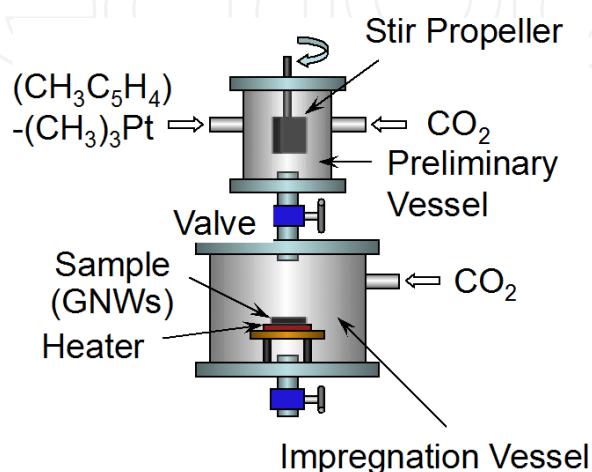 Stir Propeller
(CH₃C₅H₄)
-(CH₃)₃Pt
CO₂
Preliminary
Vessel
Valve
Sample
(GNWs)
CO₂
Heater
Impregnation Vessel